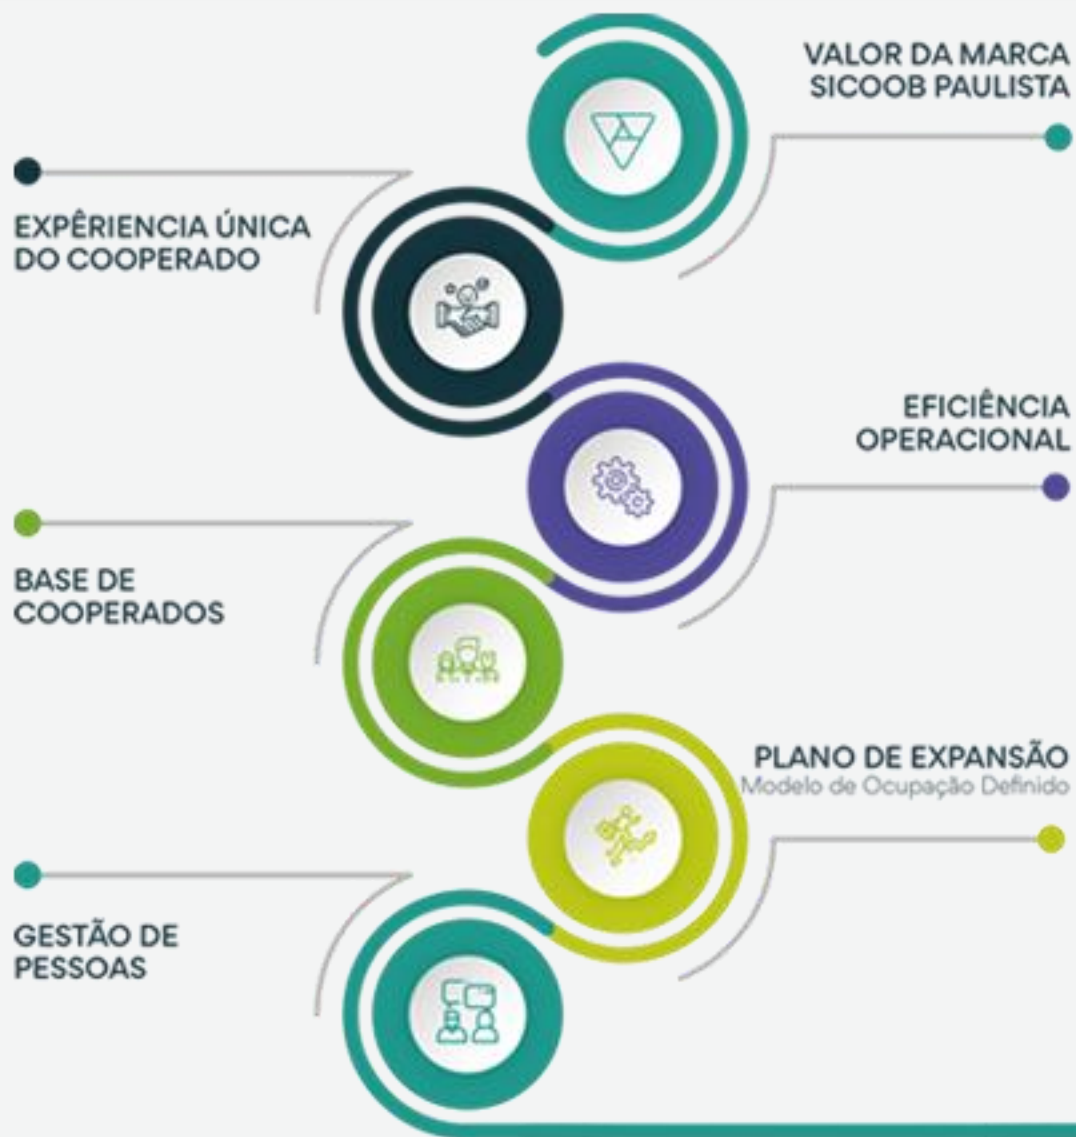 VALOR DA MARCA
SICOOB PAULISTA
EXPÊRIENCIA ÚNICA
DO COOPERADO
EFICIÊNCIA
OPERACIONAL
BASE DE
COOPERADOS
PLANO DE EXPANSÃO
Modelo de Ocupação Definido
GESTÃO DE
PESSOAS